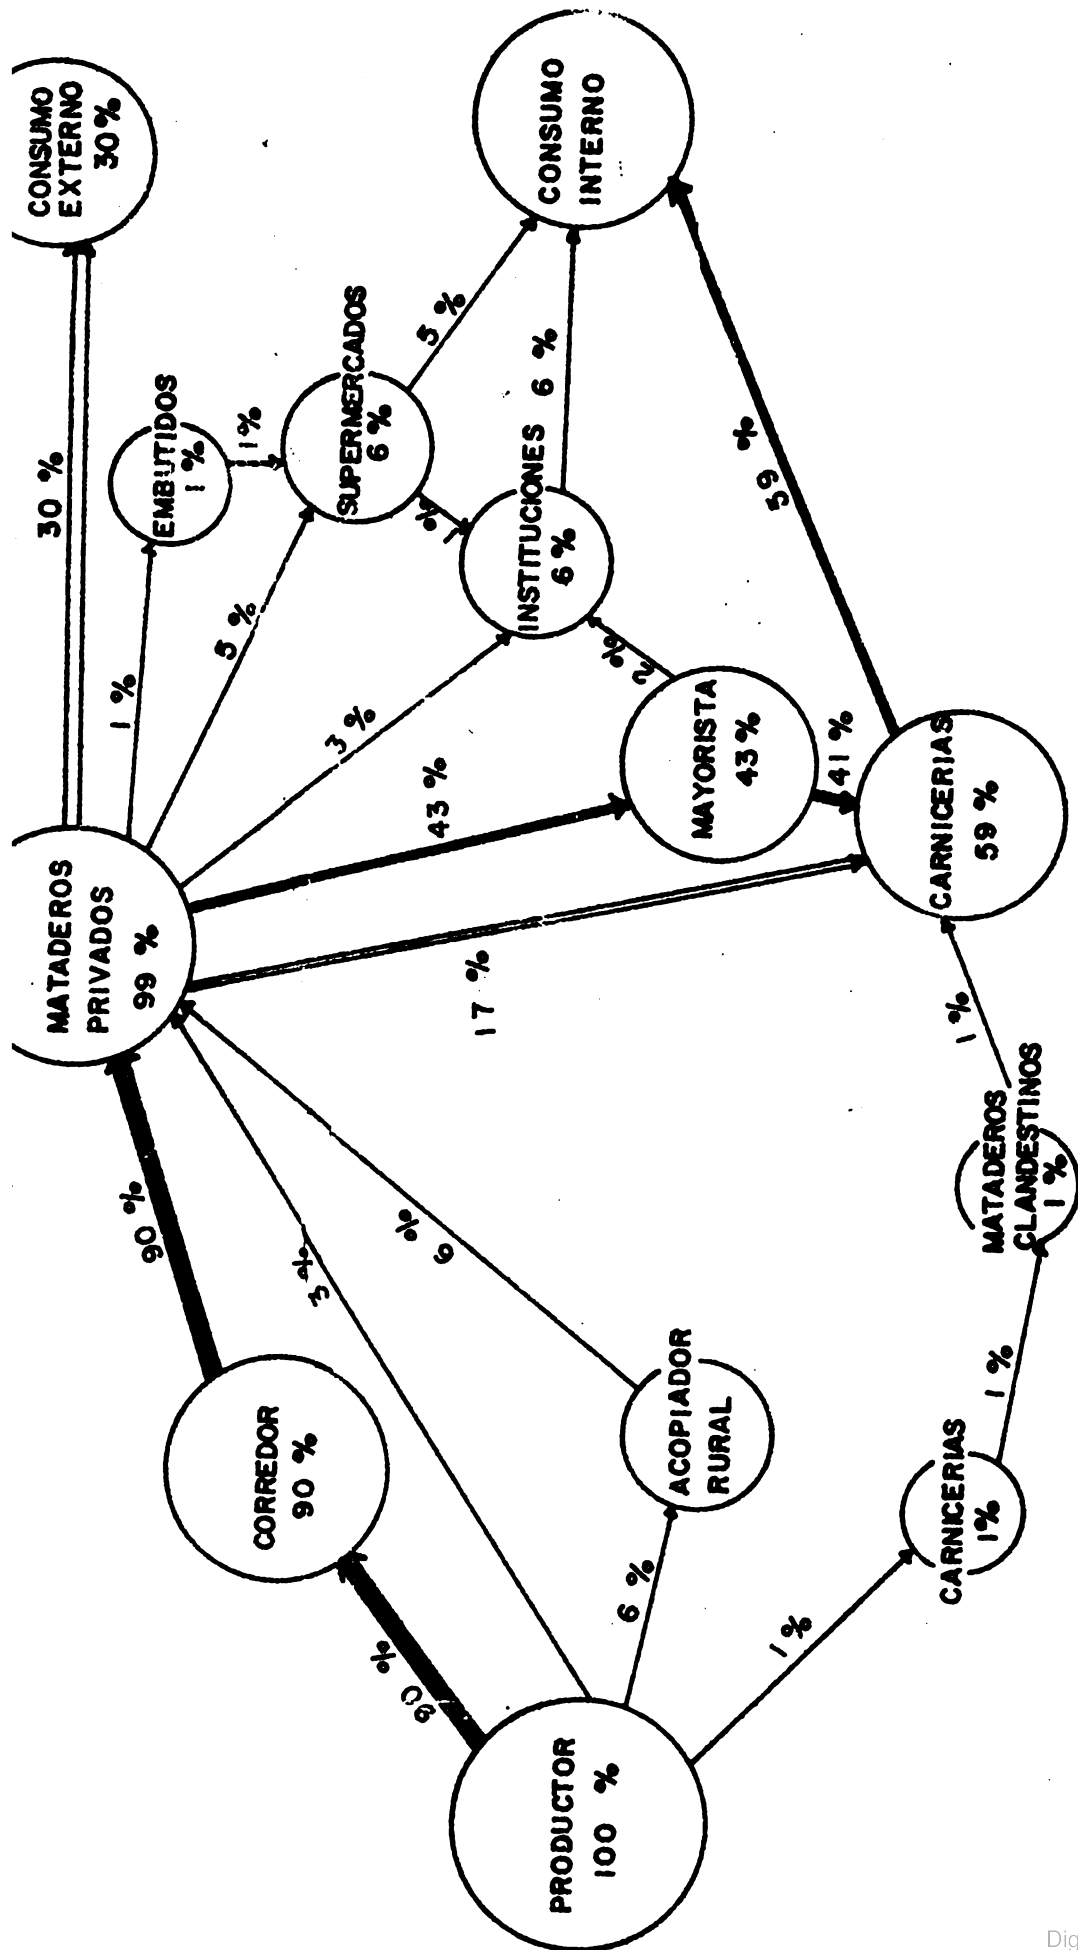 PRODUCTOR
100 %
90 %
3 %
6 %
1 %
CORREDOR
90 %
ACOPIADOR
RURAL
CARNICERIAS
1%
90 %
6 %
1 %
MATADEROS
CLANDESTINOS
1 %
1 %
MATADEROS
PRIVADOS
99 %
30 %
1 %
5 %
3 %
43 %
17 %
MAYORISTA
43 %
2 %
41 %
CARNICERIAS
59 %
59 %
EMBUTIDOS
1 %
1 %
SUPERMERCADOS
6 %
1 %
5 %
INSTITUCIONES
6 %
6 %
CONSUMO
EXTERNO
30 %
CONSUMO
INTERNO
Dig